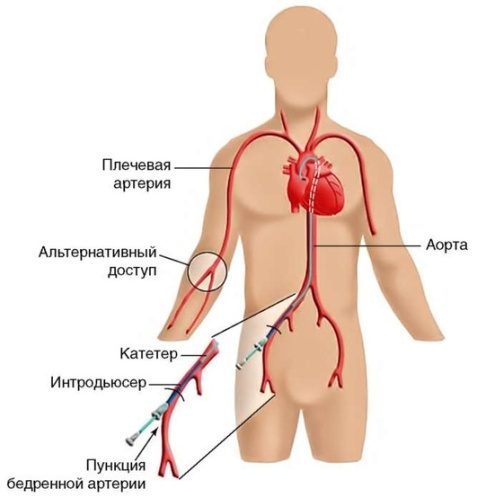 Плечевая
артерия
Альтернативный
доступ
Аорта
Катетер
Интродьюсер
Пункция
бедренной артерии